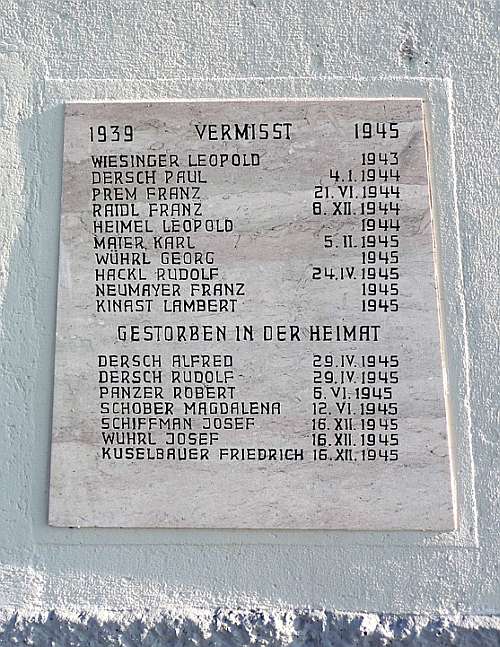 1939 VERMISST 1945
WIESINGER LEOPOLD 1943
DERSCH PAUL 4.1.1944
PREM FRANZ 21.VI.1944
RAIDL FRANZ 8.XII.1944
HEIMEL LEOPOLD 1944
MAIER KARL 5.II.1945
WÜHRL GEORG 1945
HACKL RUDOLF 24.IV.1945
NEUMAYER FRANZ 1945
KINAST LAMBERT 1945
GESTORBEN IN DER HEIMAT
DERSCH ALFRED 29.IV.1945
DERSCH RUDOLF 29.IV.1945
PANZER ROBERT 6.VI.1945
SCHOBER MAGDALENA 12.VI.1945
SCHIFFMAN JOSEF 16.XII.1945
WÜHRL JOSEF 16.XII.1945
KUSELBAUER FRIEDRICH 16.XII.1945